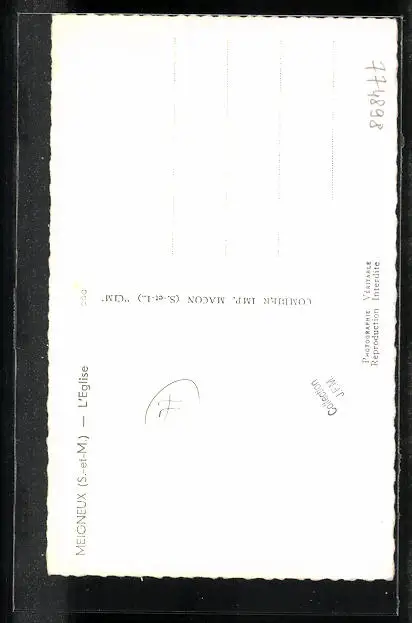 774898
PHOTOGRAPHIE VÉRITABLE
Reproduction Interdite
COMBIER IMP. MACON (S.-et-L.) "CIM"
Collection
MEIGNEUX (S.-et-M.) — L'Eglise